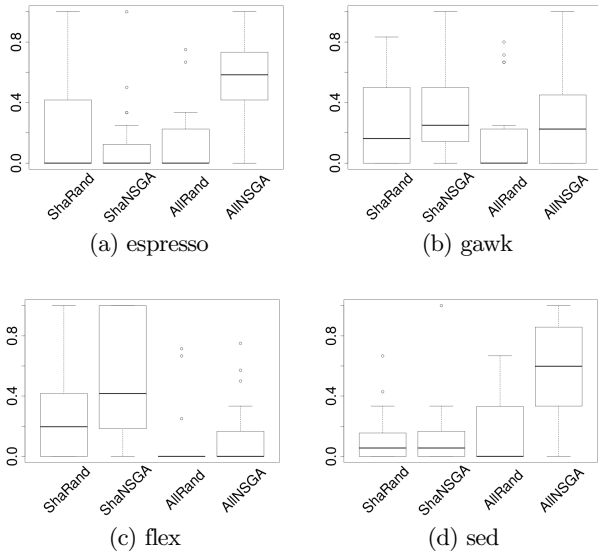 0.8
0.4
0.0
ShaRand
ShaNSGA
AllRand
AllNSGA
(a) espresso
0.8
0.4
0.0
ShaRand
ShaNSGA
AllRand
AllNSGA
(b) gawk
0.8
0.4
0.0
ShaRand
ShaNSGA
AllRand
AllNSGA
(c) flex
0.8
0.4
0.0
ShaRand
ShaNSGA
AllRand
AllNSGA
(d) sed